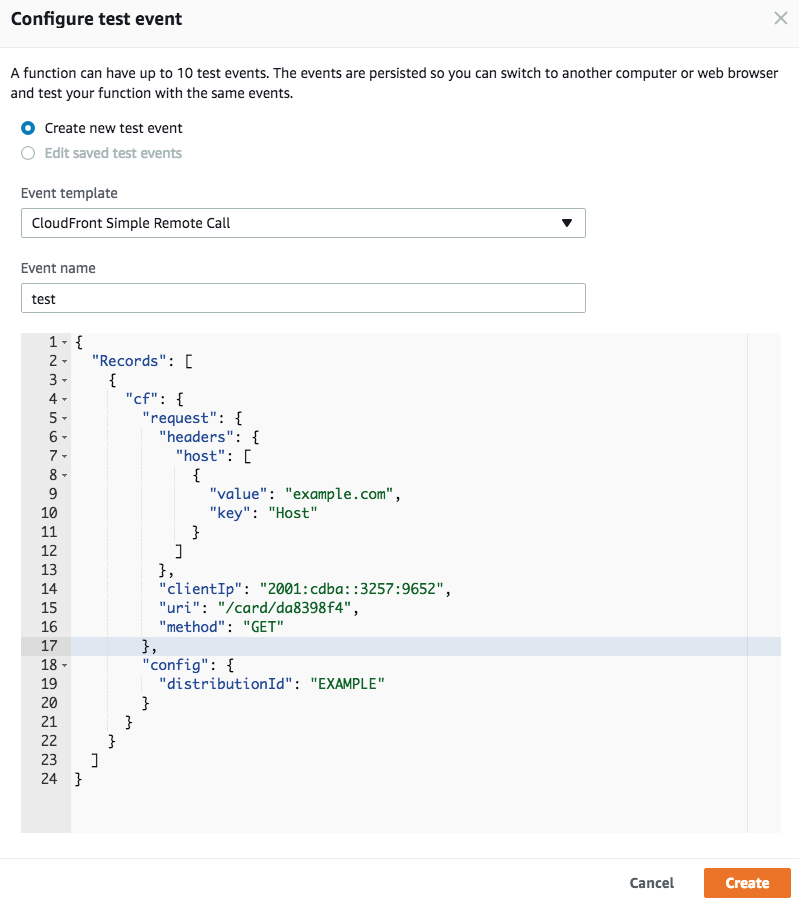 Configure test event
A function can have up to 10 test events. The events are persisted so you can switch to another computer or web browser
and test your function with the same events.
Create new test event
Edit saved test events
Event template
CloudFront Simple Remote Call
Event name
test
1 {
2 "Records": [
3 {
4 "cf": {
5 "request": {
6 "headers": {
7 "host": [
8 {
9 "value": "example.com",
10 "key": "Host"
11 }
12 ]
13 },
14 "clientIp": "2001:cdba::3257:9652",
15 "uri": "/card/da8398f4",
16 "method": "GET"
17 },
18 "config": {
19 "distributionId": "EXAMPLE"
20 }
21 }
22 }
23 ]
24 }
Cancel Create